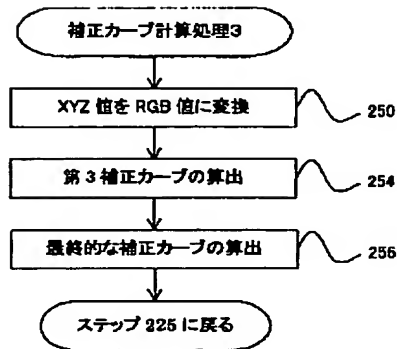 補正カーブ計算処理3
XYZ 値を RGB 値に変換
250
第 3 補正カーブの算出
254
最終的な補正カーブの算出
256
ステップ 225 に戻る